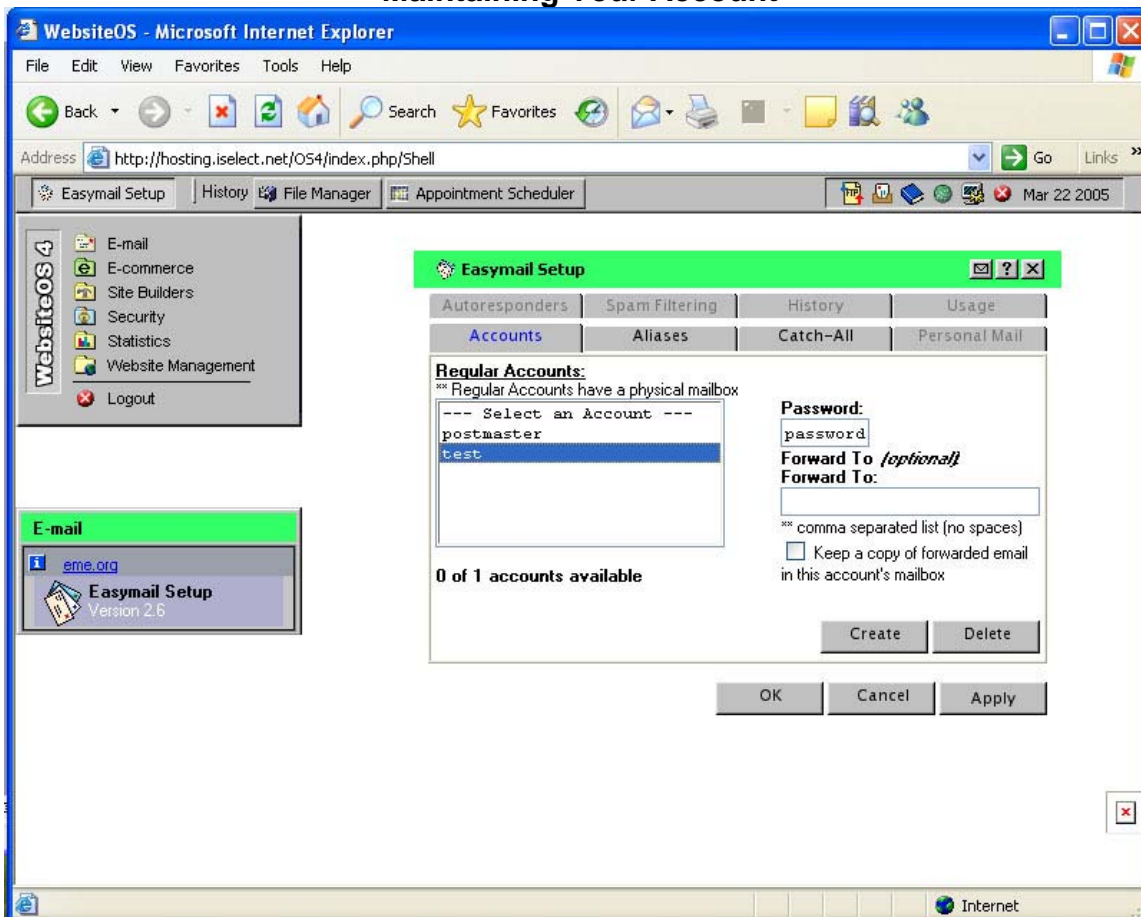 Maintaining Your Account
WebsiteOS - Microsoft Internet Explorer
File Edit View Favorites Tools Help
Back Search Favorites
Address http://hosting.iselect.net/OS4/index.php/Shell Go Links »
Easymail Setup History File Manager Appointment Scheduler Mar 22 2005
WebsiteOS 4
E-mail
E-commerce
Site Builders
Security
Statistics
Website Management
Logout
E-mail
eme.org
Easymail Setup
Version 2.6
Easymail Setup
Autoresponders Spam Filtering History Usage
Accounts Aliases Catch-All Personal Mail
Regular Accounts:
** Regular Accounts have a physical mailbox
--- Select an Account ---
postmaster
test
0 of 1 accounts available
Password:
password
Forward To (optional):
Forward To:
** comma separated list (no spaces)
Keep a copy of forwarded email
in this account's mailbox
Create Delete
OK Cancel Apply
Internet